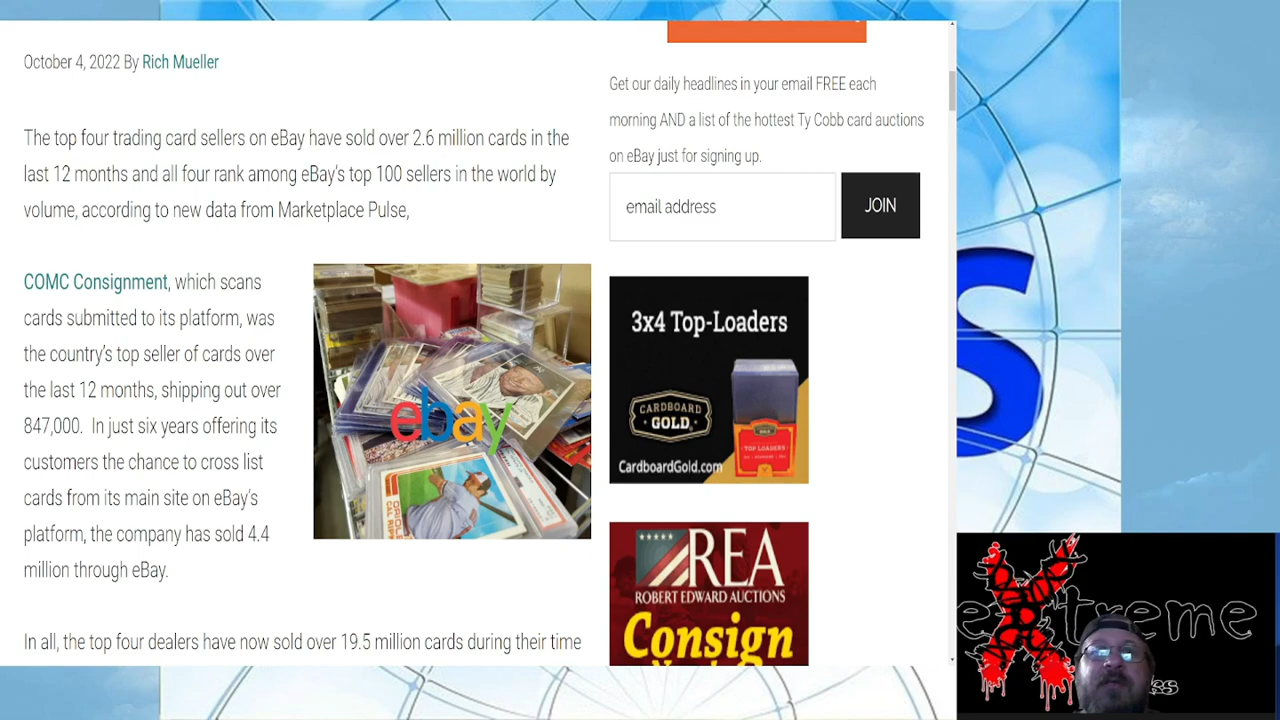 October 4, 2022 By Rich Mueller
The top four trading card sellers on eBay have sold over 2.6 million cards in the
last 12 months and all four rank among eBay's top 100 sellers in the world by
volume, according to new data from Marketplace Pulse,
COMC Consignment, which scans
cards submitted to its platform, was
the country's top seller of cards over
the last 12 months, shipping out over
847,000. In just six years offering its
customers the chance to cross list
cards from its main site on eBay's
platform, the company has sold 4.4
million through eBay.
ebay
ORIOLES
In all, the top four dealers have now sold over 19.5 million cards during their time
Get our daily headlines in your email FREE each
morning AND a list of the hottest Ty Cobb card auctions
on eBay just for signing up.
email address
JOIN
3x4 Top-Loaders
CARDBOARD
GOLD
TOP LOADERS
CardboardGold.com
REA
ROBERT EDWARD AUCTIONS
Consign
S
eXtreme